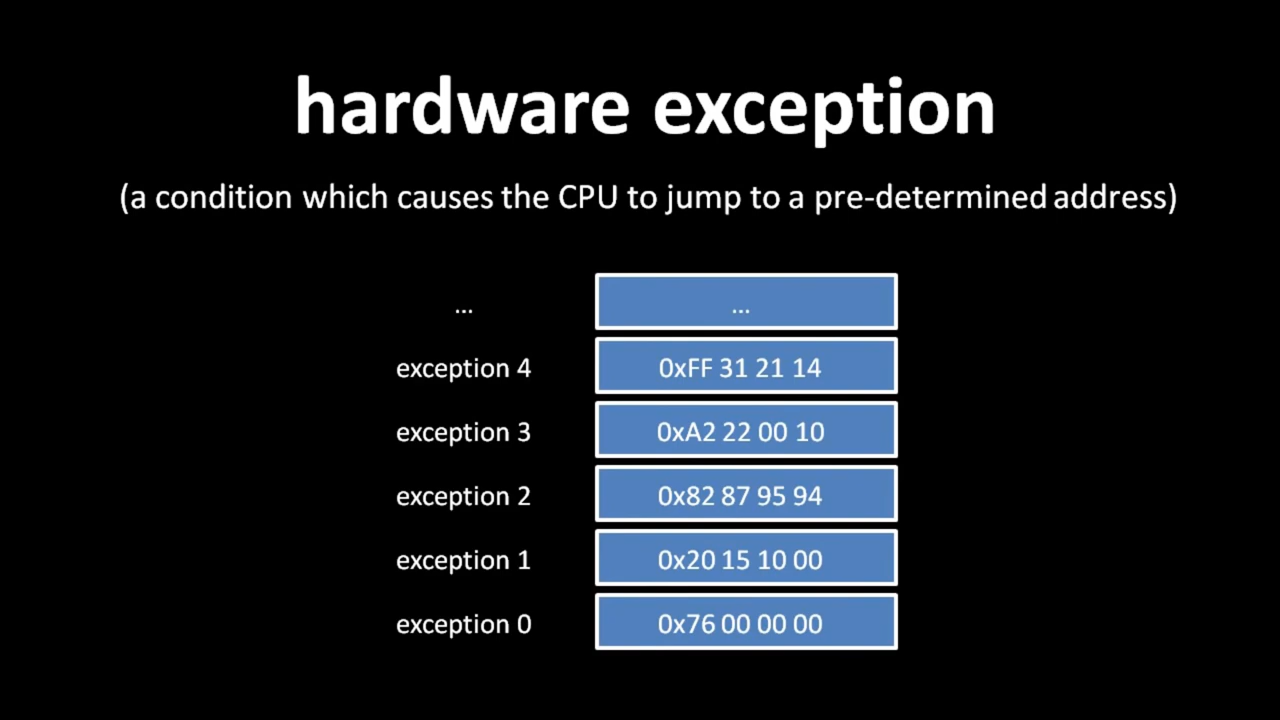 hardware exception
(a condition which causes the CPU to jump to a pre-determined address)
... ...
exception 4 0xFF 31 21 14
exception 3 0xA2 22 00 10
exception 2 0x82 87 95 94
exception 1 0x20 15 10 00
exception 0 0x76 00 00 00